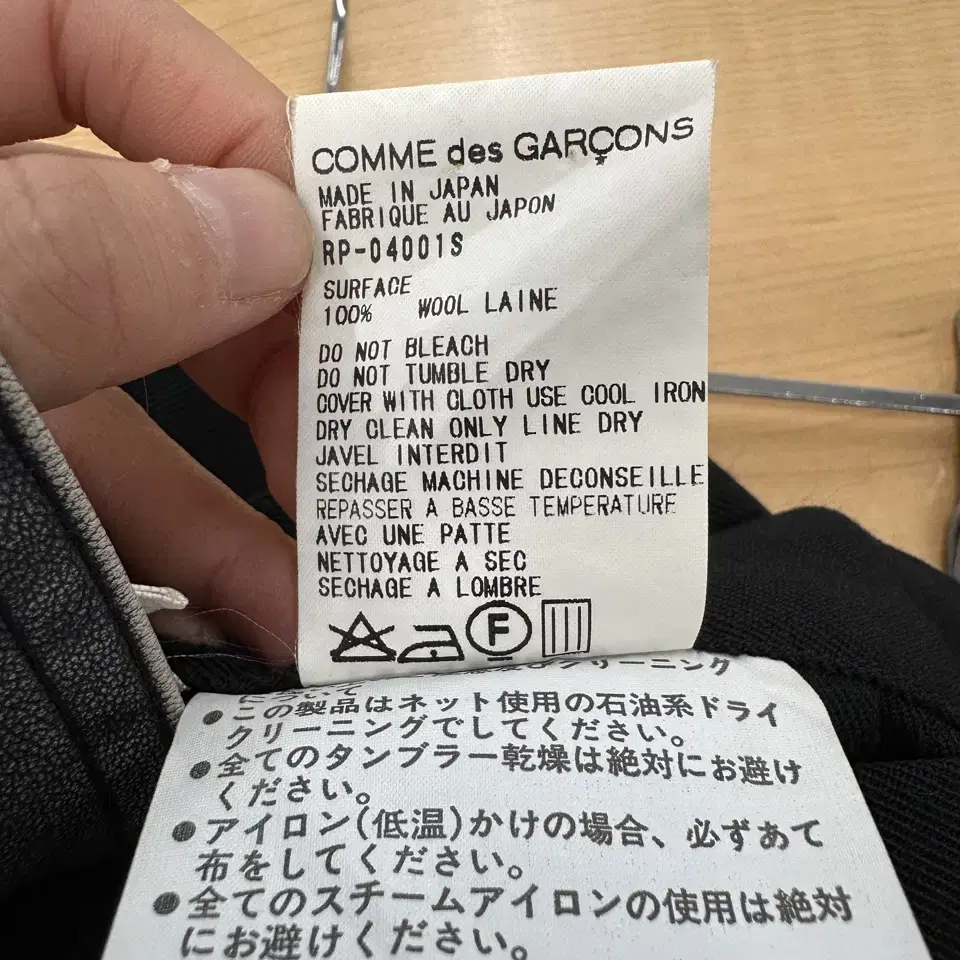 COMME des GARÇONS
MADE IN JAPAN
FABRIQUE AU JAPON
RP-04001S
SURFACE
100% WOOL LAINE
DO NOT BLEACH
DO NOT TUMBLE DRY
COVER WITH CLOTH USE COOL IRON
DRY CLEAN ONLY LINE DRY
JAVEL INTERDIT
SECHAGE MACHINE DECONSEILLE
REPASSER A BASSE TEMPERATURE
AVEC UNE PATTE
NETTOYAGE A SEC
SECHAGE A LOMBRE
F
クリーニング
について
●この製品はネット使用の石油系ドライ
クリーニングでしてください。
●全てのタンブラー乾燥は絶対にお避け
ください。
●アイロン(低温)かけの場合、必ずあて
布をしてください。
●全てのスチームアイロンの使用は絶対
にお避けください。